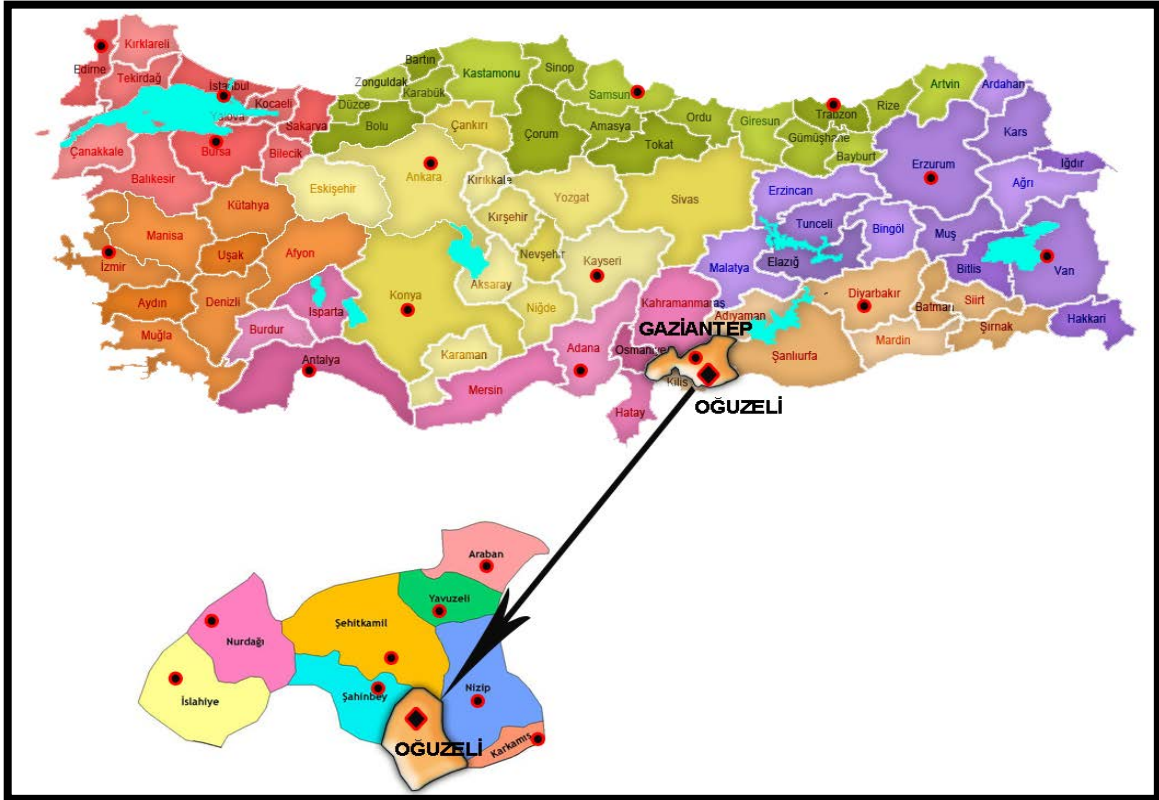 Kırklareli
Edirne
Tekirdağ
İstanbul
Kocaeli
Yalova
Sakarya
Çanakkale
Bursa
Bilecik
Balıkesir
Bartın
Zonguldak
Karabük
Düzce
Bolu
Kastamonu
Sinop
Samsun
Çankırı
Çorum
Amasya
Ordu
Tokat
Giresun
Trabzon
Gümüşhane
Bayburt
Rize
Artvin
Ardahan
Kars
Iğdır
Erzurum
Ağrı
Eskişehir
Ankara
Kırıkkale
Yozgat
Sivas
Erzincan
Tunceli
Bingöl
Muş
Kütahya
Manisa
Uşak
Afyon
Kırşehir
Nevşehir
Kayseri
Malatya
Elazığ
Bitlis
Van
İzmir
Aydın
Denizli
Isparta
Konya
Aksaray
Niğde
Kahramanmaraş
Adıyaman
Diyarbakır
Batman
Siirt
Şırnak
Hakkari
Muğla
Burdur
Antalya
Karaman
Mersin
Adana
Osmaniye
GAZİANTEP
Şanlıurfa
Mardin
Kilis
Hatay
OĞUZELİ
Araban
Yavuzeli
Şehitkamil
Nurdağı
İslahiye
Şahinbey
Nizip
OĞUZELİ
Karkamış